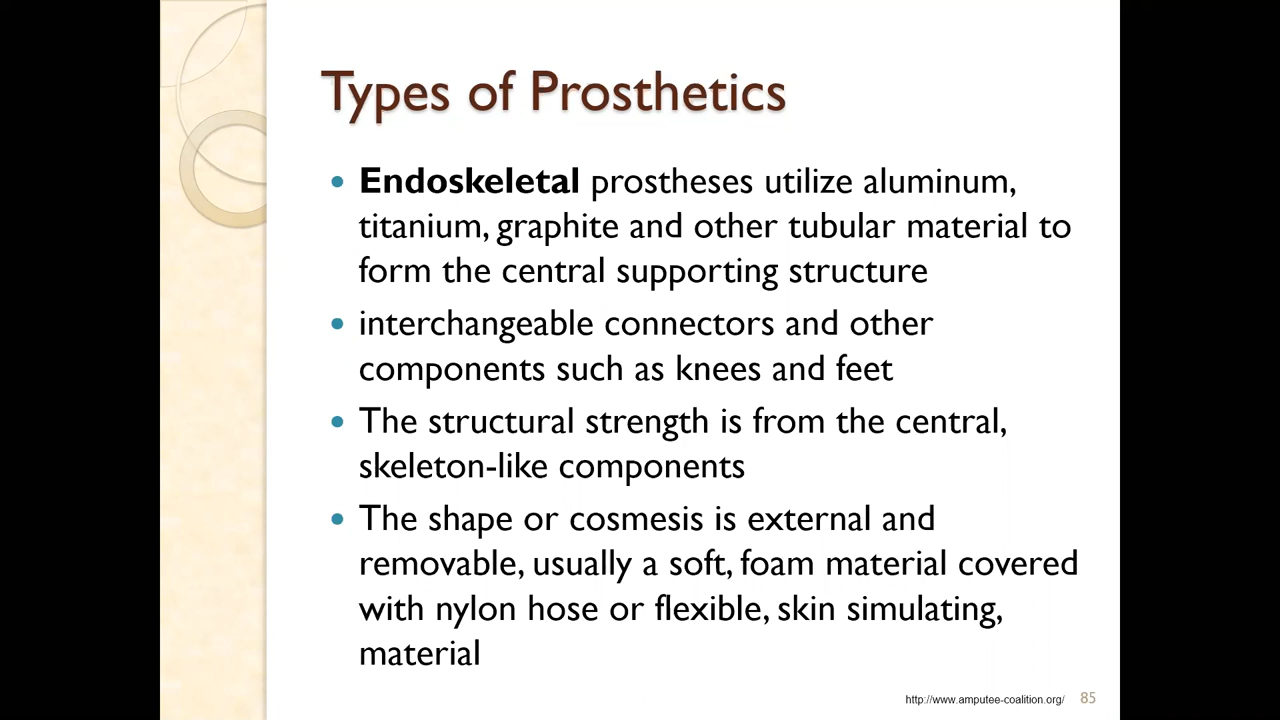 Types of Prosthetics
• Endoskeletal prostheses utilize aluminum,
titanium, graphite and other tubular material to
form the central supporting structure
• interchangeable connectors and other
components such as knees and feet
• The structural strength is from the central,
skeleton-like components
• The shape or cosmesis is external and
removable, usually a soft, foam material covered
with nylon hose or flexible, skin simulating,
material
http://www.amputee-coalition.org/ 85